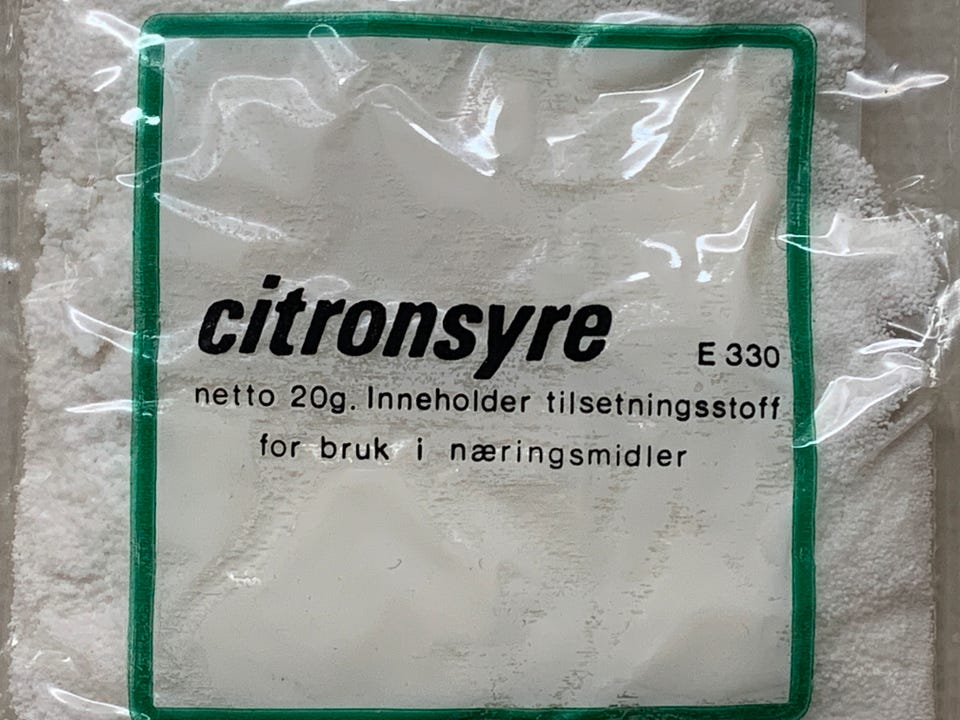 citronsyre
E 330
netto 20g. Inneholder tilsetningsstoff
for bruk i næringsmidler